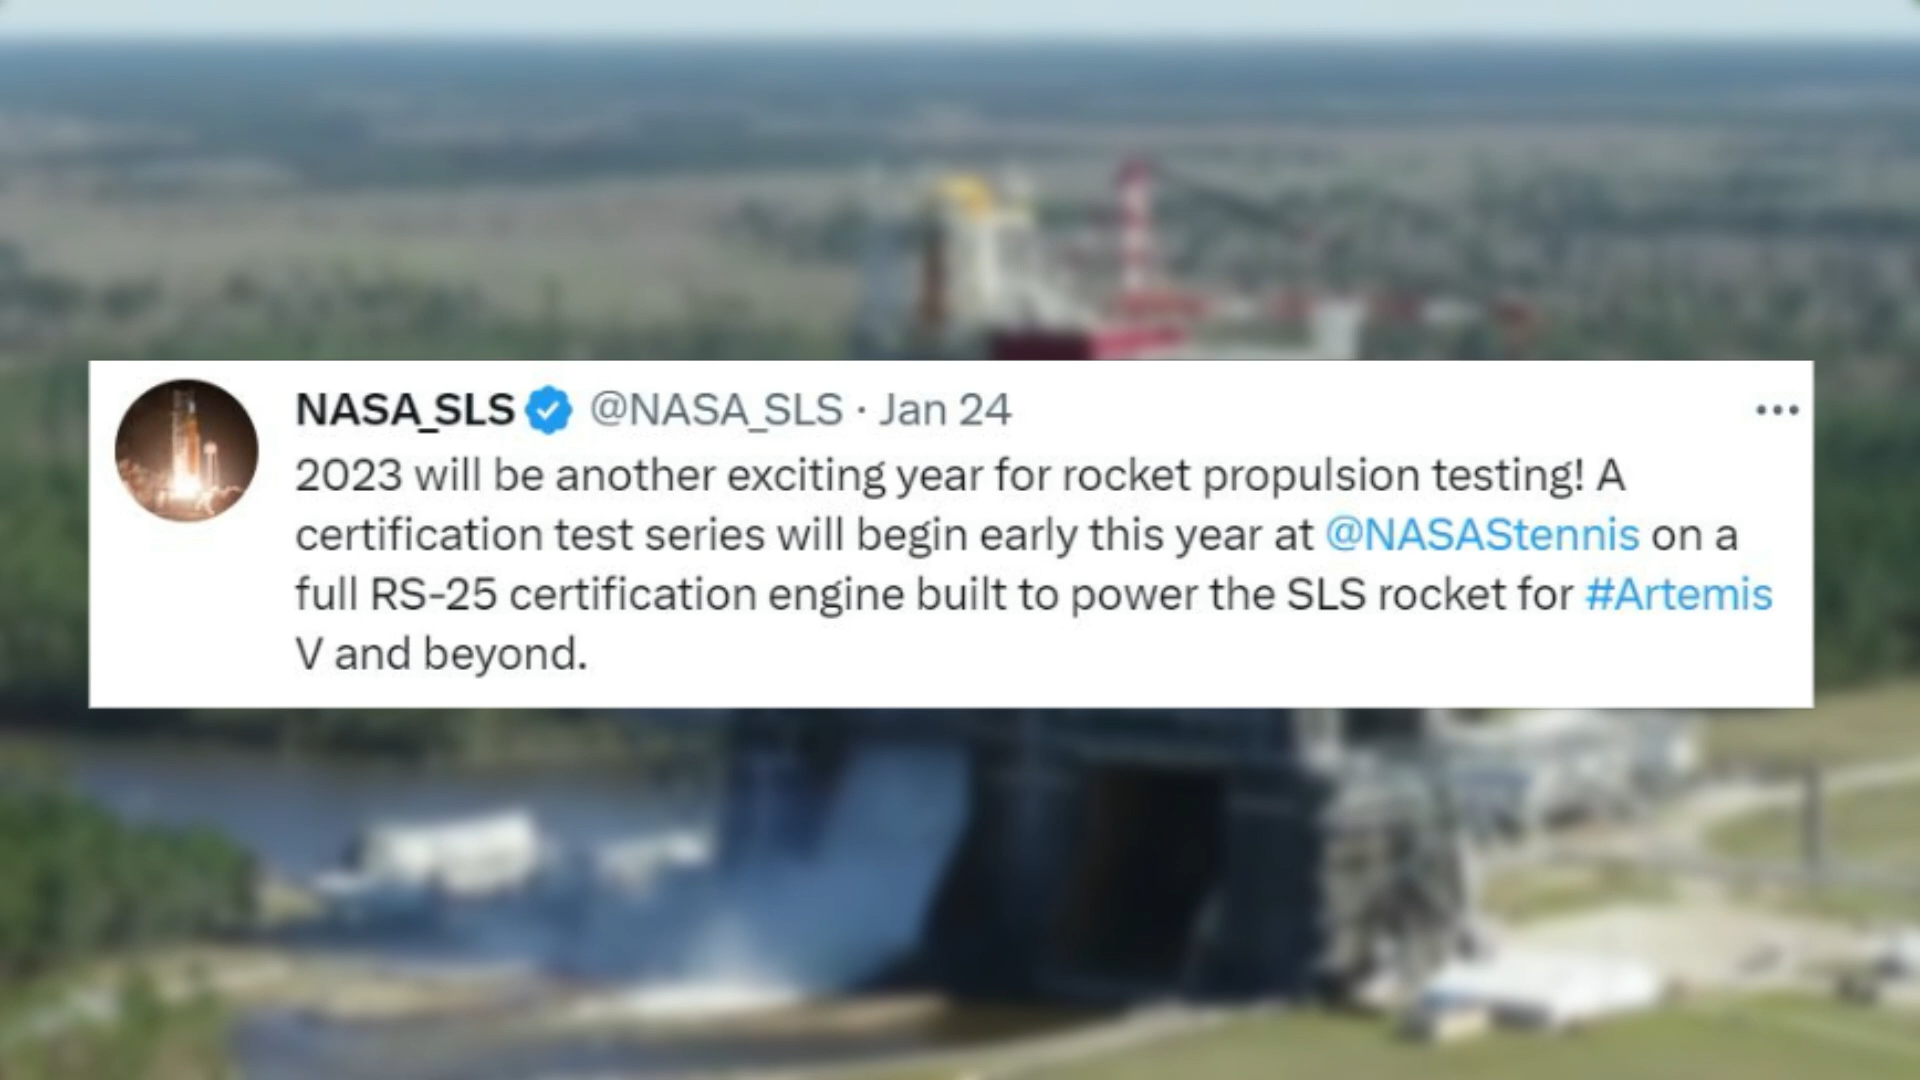 NASA_SLS @NASA_SLS · Jan 24
2023 will be another exciting year for rocket propulsion testing! A
certification test series will begin early this year at @NASAStennis on a
full RS-25 certification engine built to power the SLS rocket for #Artemis
V and beyond.